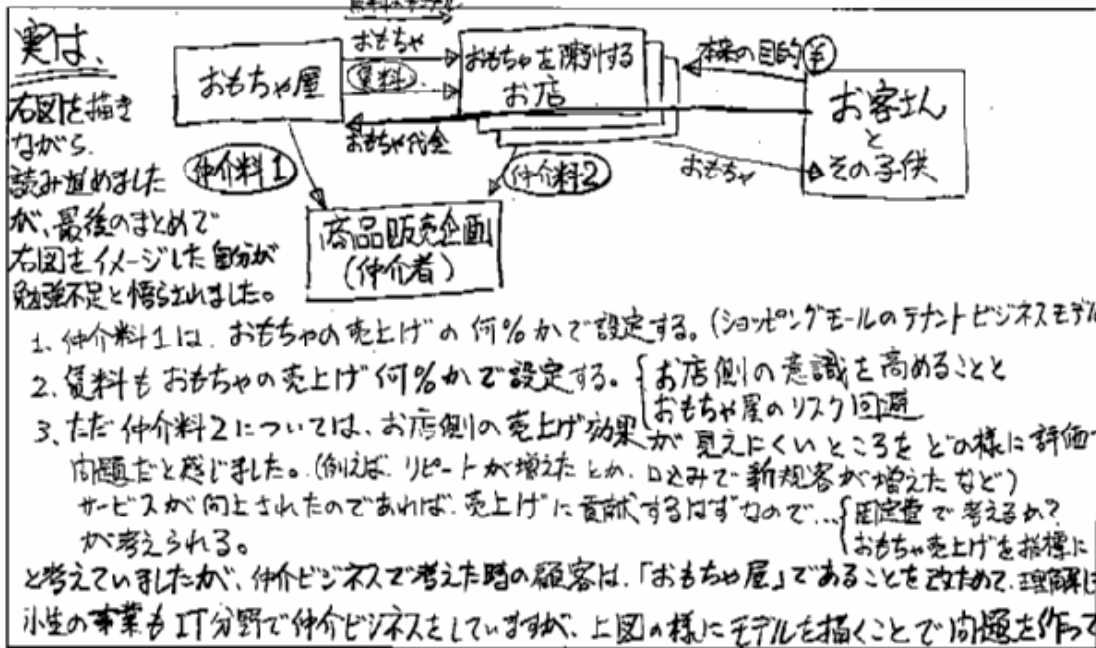 実は、
右図を描き
ながら、
読み進めました
が、最後のまとめで
右図をイメージした自分が
勉強不足と悟らされました。
おもちゃ屋
おもちゃ
賃料
おもちゃ代金
おもちゃを陳列する
お店
本来の目的 ¥
お客さん
と
その子供
おもちゃ
仲介料1
仲介料2
商品販売企画
(仲介者)
1、仲介料1は、おもちゃの売上げの何%かで設定する。(ショッピングモールのテナントビジネスモデル
2、賃料もおもちゃの売上げ何%かで設定する。
お店側の意識を高めることと
おもちゃ屋のリスク回避
3、ただ仲介料2については、お店側の売上げ効果が見えにくいところをどの様に評価
問題だと感じました。(例えば、リピートが増えたとか、口込みで新規客が増えたなど)
サービスが向上されたのであれば、売上げに貢献するはずなので…
固定費で考えるか?
おもちゃ売上げを指標に
が考えられる。
と考えていましたが、仲介ビジネスで考えた時の顧客は、「おもちゃ屋」であることを改ためて、理解し
小生の事業もIT分野で仲介ビジネスをしていますが、上図の様にモデルを描くことで問題を作って